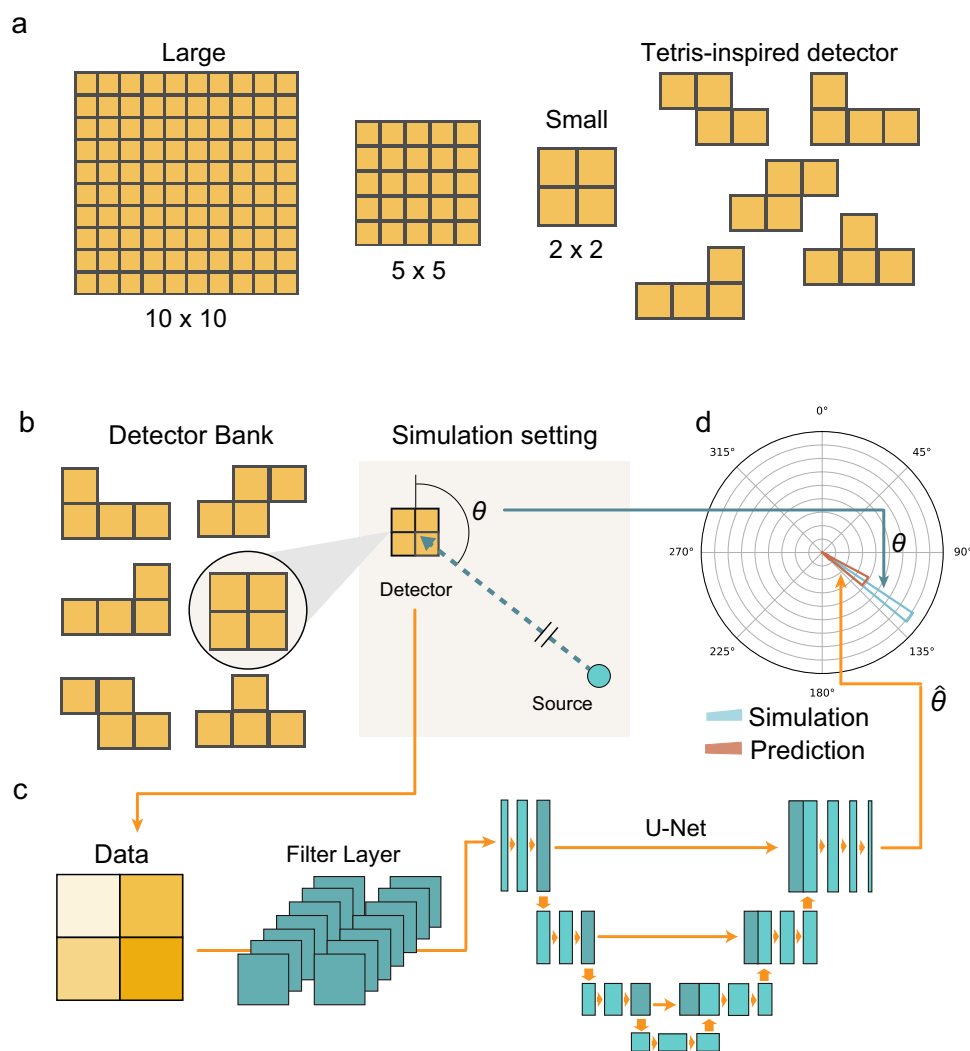 a
Large
Tetris-inspired detector
Small
2 x 2
5 x 5
10 x 10
b
Detector Bank
Simulation setting
d
0°
315°
45°
θ
θ
270°
90°
Detector
225°
135°
Source
180°
θ̂
Simulation
Prediction
c
Data
Filter Layer
U-Net